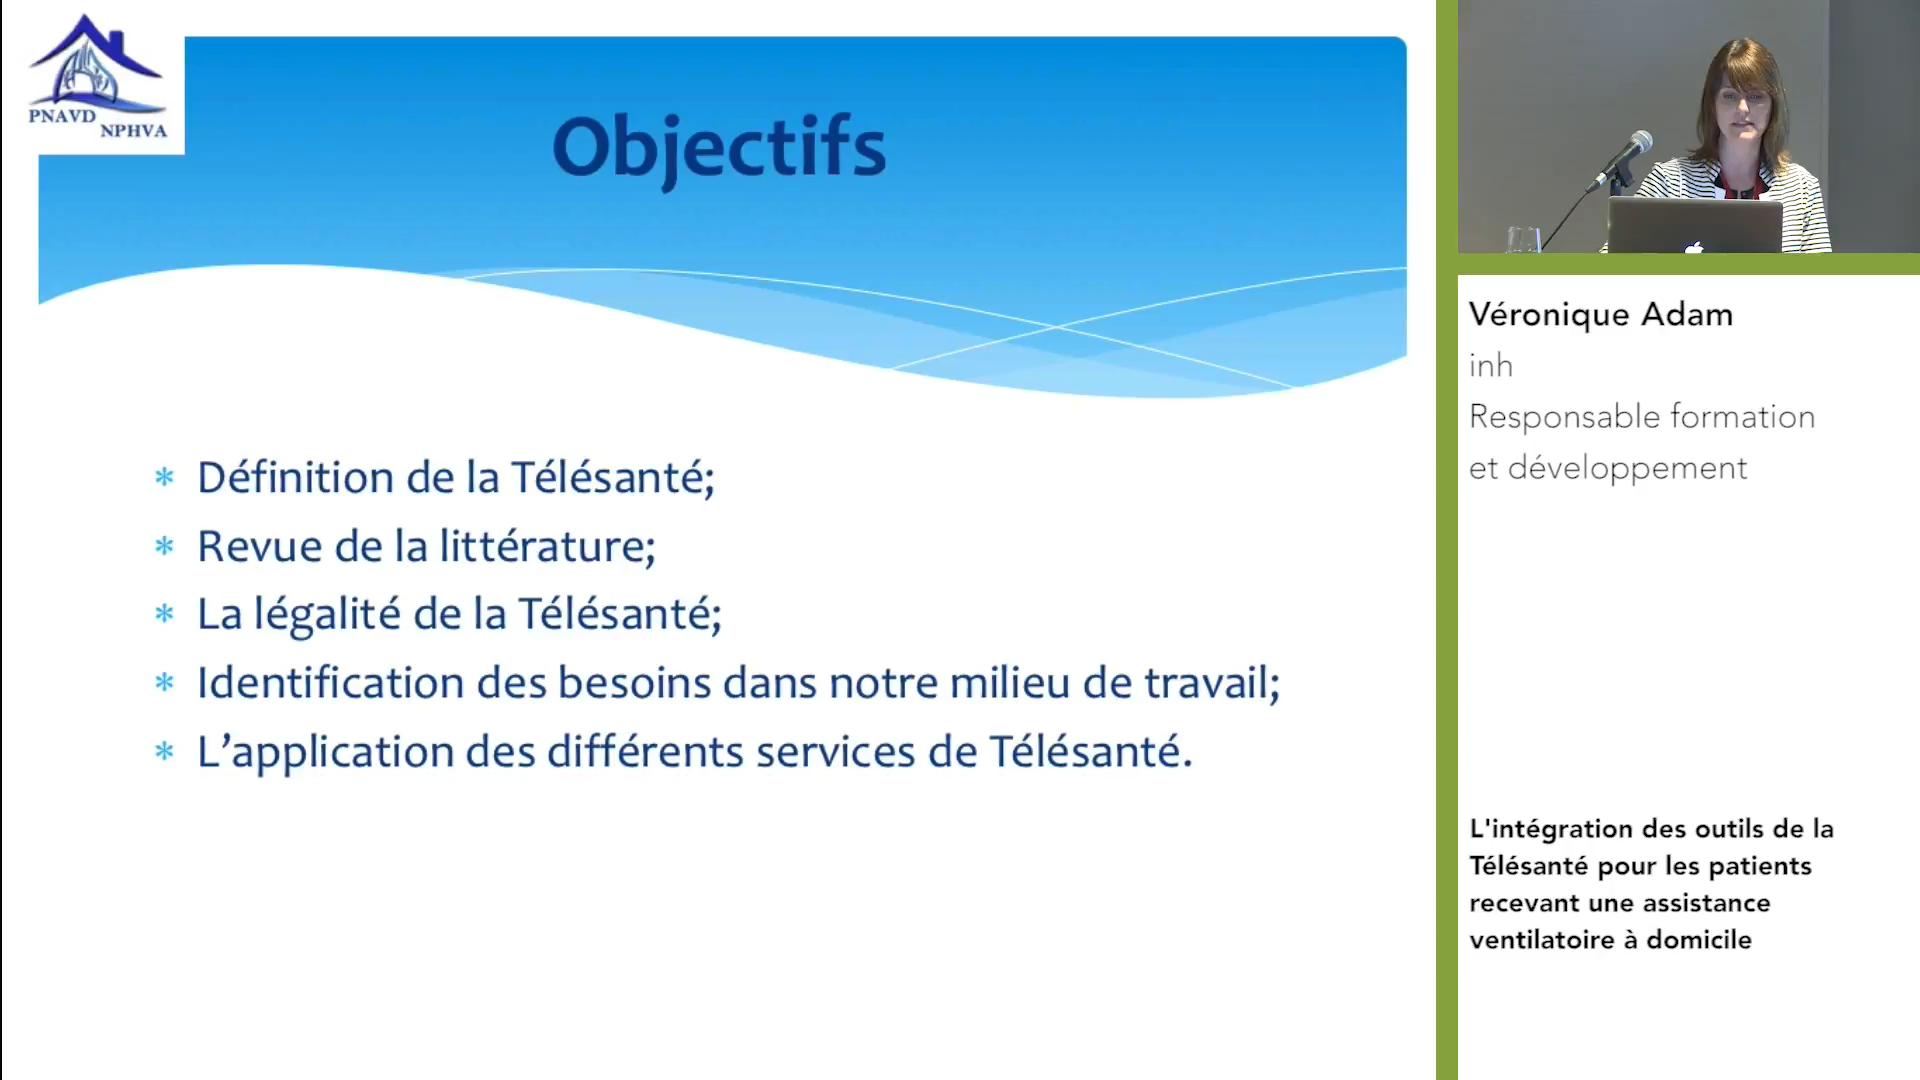 PNAVD
NPHVA
Objectifs
* Définition de la Télésanté;
* Revue de la littérature;
* La légalité de la Télésanté;
* Identification des besoins dans notre milieu de travail;
* L’application des différents services de Télésanté.
Véronique Adam
inh
Responsable formation
et développement
L'intégration des outils de la
Télésanté pour les patients
recevant une assistance
ventilatoire à domicile